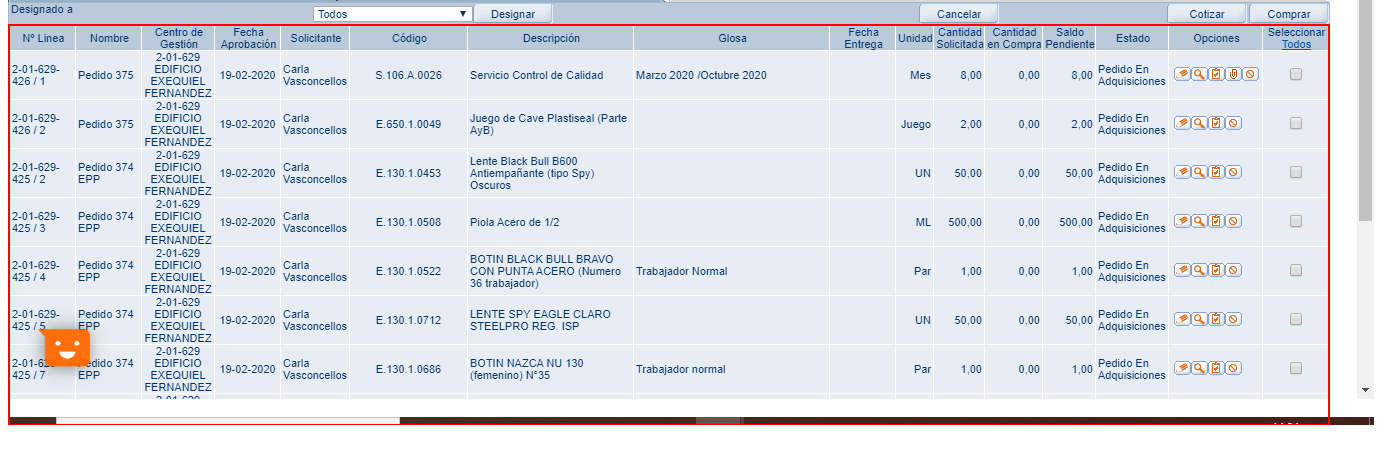 Designado a
Todos
Designar
Cancelar
Cotizar
Comprar
Nº Linea Nombre Centro de Gestión Fecha Aprobación Solicitante Código Descripción Glosa Fecha Entrega Unidad Cantidad Solicitada Cantidad en Compra Saldo Pendiente Estado Opciones Seleccionar Todos
2-01-629-426 / 1 Pedido 375 2-01-629 EDIFICIO EXEQUIEL FERNANDEZ 19-02-2020 Carla Vasconcellos S.106.A.0026 Servicio Control de Calidad Marzo 2020 /Octubre 2020 Mes 8,00 0,00 8,00 Pedido En Adquisiciones
2-01-629-426 / 2 Pedido 375 2-01-629 EDIFICIO EXEQUIEL FERNANDEZ 19-02-2020 Carla Vasconcellos E.650.1.0049 Juego de Cave Plastiseal (Parte AyB) Juego 2,00 0,00 2,00 Pedido En Adquisiciones
2-01-629-425 / 2 Pedido 374 EPP 2-01-629 EDIFICIO EXEQUIEL FERNANDEZ 19-02-2020 Carla Vasconcellos E.130.1.0453 Lente Black Bull B600 Antiempañante (tipo Spy) Oscuros UN 50,00 0,00 50,00 Pedido En Adquisiciones
2-01-629-425 / 3 Pedido 374 EPP 2-01-629 EDIFICIO EXEQUIEL FERNANDEZ 19-02-2020 Carla Vasconcellos E.130.1.0508 Piola Acero de 1/2 ML 500,00 0,00 500,00 Pedido En Adquisiciones
2-01-629-425 / 4 Pedido 374 EPP 2-01-629 EDIFICIO EXEQUIEL FERNANDEZ 19-02-2020 Carla Vasconcellos E.130.1.0522 BOTIN BLACK BULL BRAVO CON PUNTA ACERO (Numero 36 trabajador) Trabajador Normal Par 1,00 0,00 1,00 Pedido En Adquisiciones
2-01-629-425 / 5 Pedido 374 EPP 2-01-629 EDIFICIO EXEQUIEL FERNANDEZ 19-02-2020 Carla Vasconcellos E.130.1.0712 LENTE SPY EAGLE CLARO STEELPRO REG. ISP UN 50,00 0,00 50,00 Pedido En Adquisiciones
2-01-629-425 / 7 Pedido 374 EPP 2-01-629 EDIFICIO EXEQUIEL FERNANDEZ 19-02-2020 Carla Vasconcellos E.130.1.0686 BOTIN NAZCA NU 130 (femenino) N°35 Trabajador normal Par 1,00 0,00 1,00 Pedido En Adquisiciones